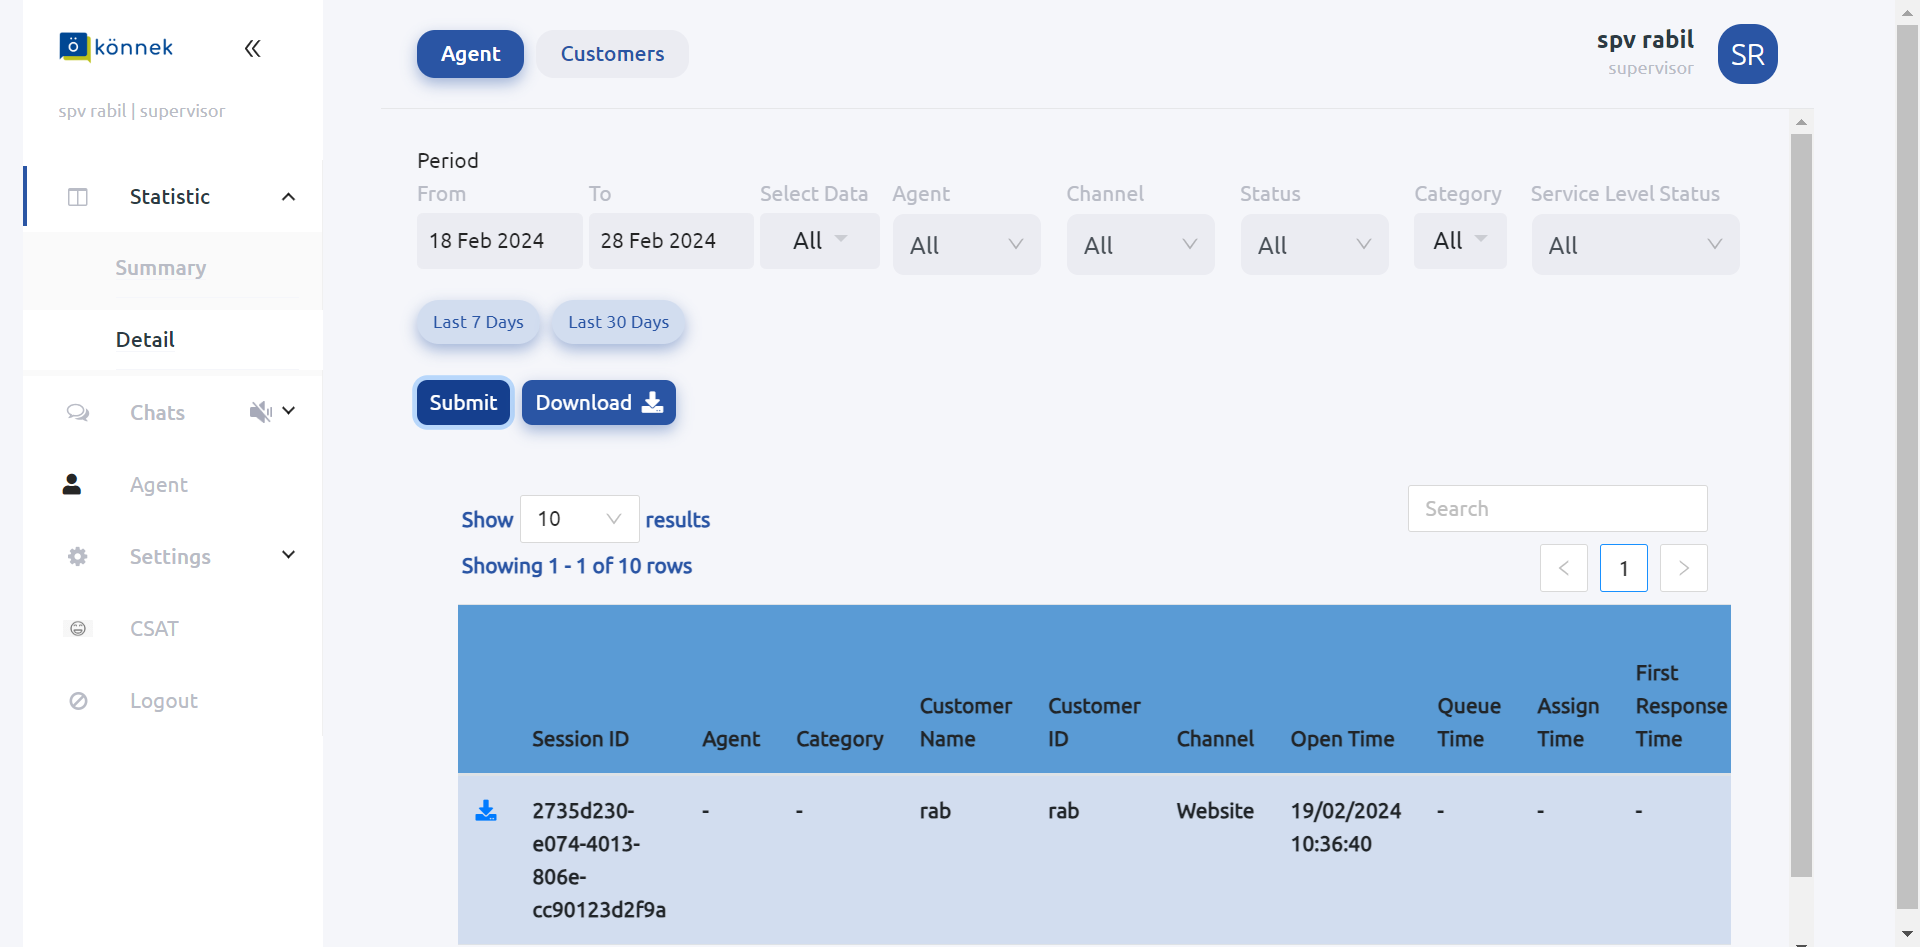 ö könnek
spv rabil | supervisor
Statistic
Summary
Detail
Chats
Agent
Settings
CSAT
Logout
Agent Customers
spv rabil
supervisor
SR
Period
From To Select Data Agent Channel Status Category Service Level Status
18 Feb 2024 28 Feb 2024 All All All All All All
Last 7 Days Last 30 Days
Submit Download
Show 10 results
Search
Showing 1 - 1 of 10 rows
< 1 >
Session ID Agent Category Customer Name Customer ID Channel Open Time Queue Time Assign Time First Response Time
2735d230- - - rab rab Website 19/02/2024 - - -
e074-4013- 10:36:40
806e-
cc90123d2f9a